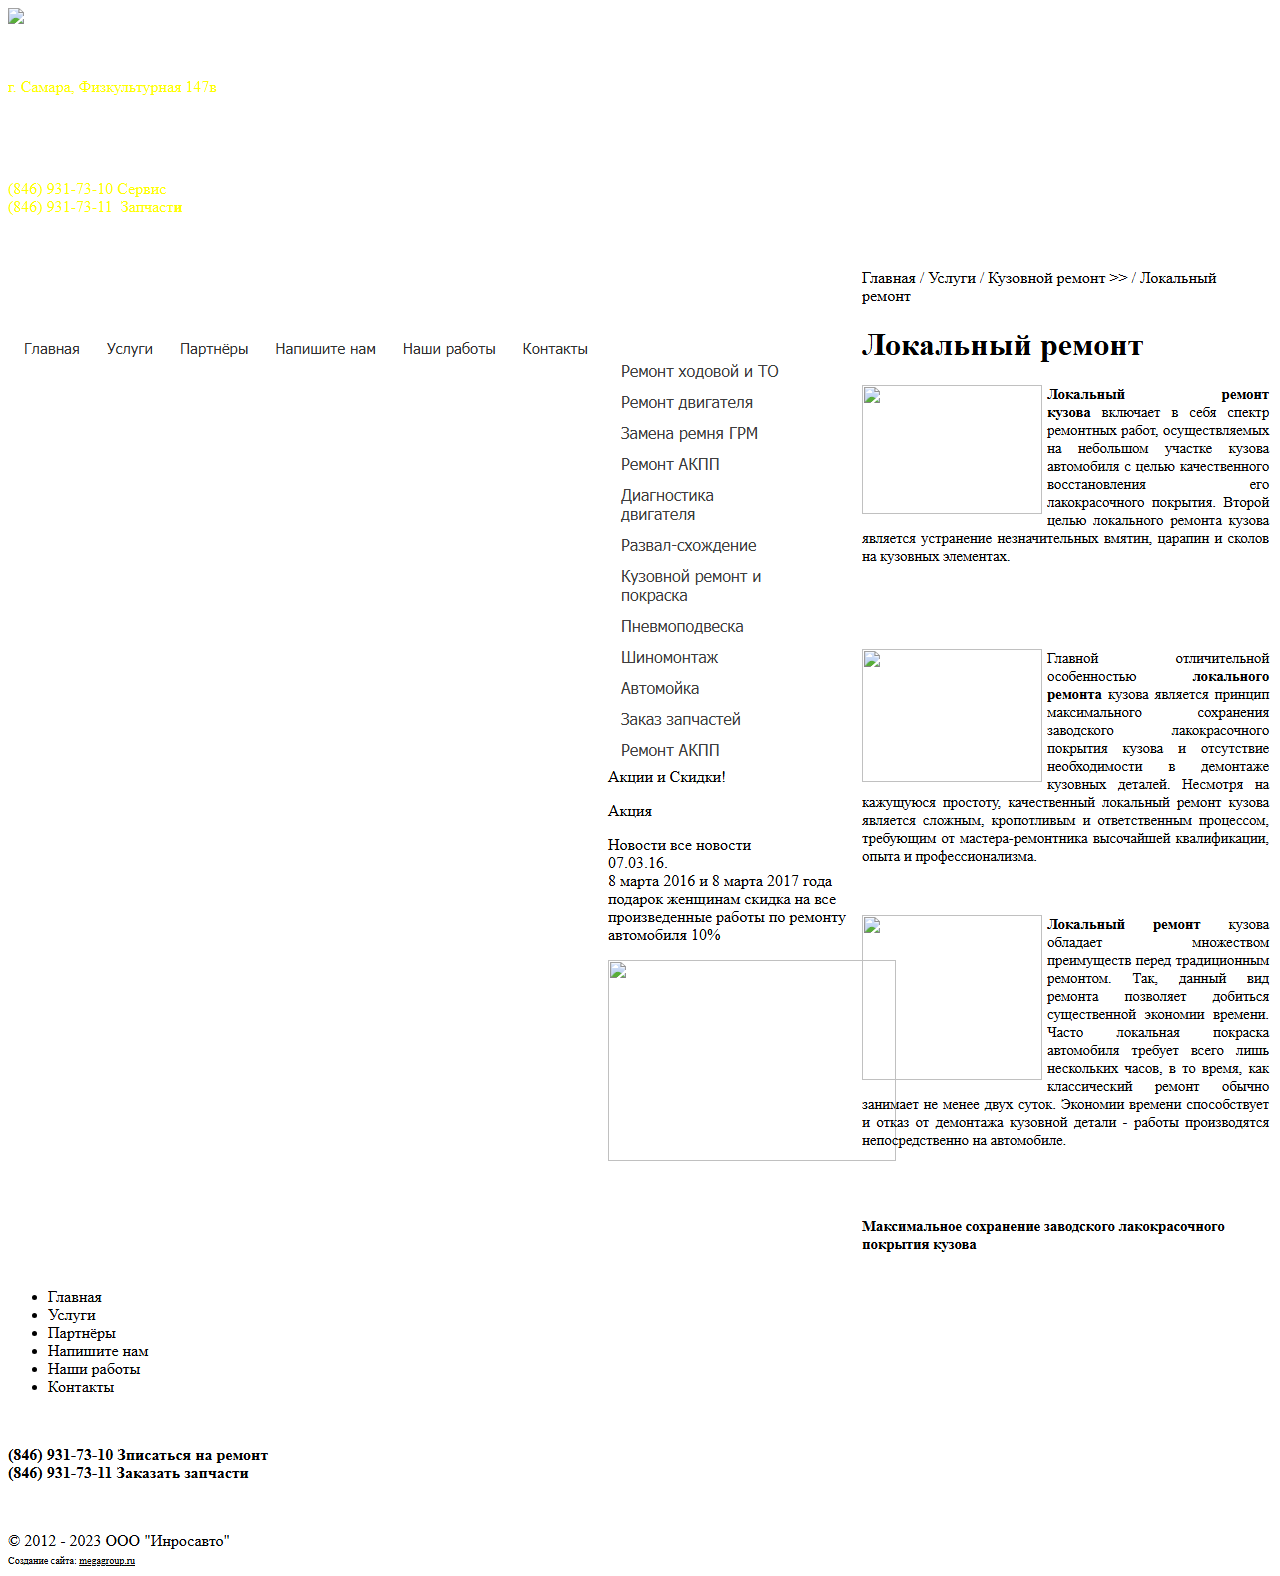 г. Самара, Физкультурная 147в
(846) 931-73-10 Сервис
(846) 931-73-11  Запчасти
Главная
Услуги
Партнёры
Напишите нам
Наши работы
Контакты
Ремонт ходовой и ТО
Ремонт двигателя
Замена ремня ГРМ
Ремонт АКПП
Диагностика
двигателя
Развал-схождение
Кузовной ремонт и
покраска
Пневмоподвеска
Шиномонтаж
Автомойка
Заказ запчастей
Ремонт АКПП
Акции и Скидки!
Акция
Новости все новости
07.03.16.
8 марта 2016 и 8 марта 2017 года
подарок женщинам скидка на все
произведенные работы по ремонту
автомобиля 10%
Главная / Услуги / Кузовной ремонт >> / Локальный
ремонт
Локальный ремонт
Локальный ремонт
кузова включает в себя спектр
ремонтных работ, осуществляемых
на небольшом участке кузова
автомобиля с целью качественного
восстановления его
лакокрасочного покрытия. Второй
целью локального ремонта кузова
является устранение незначительных вмятин, царапин и сколов
на кузовных элементах.
Главной отличительной
особенностью локального
ремонта кузова является принцип
максимального сохранения
заводского лакокрасочного
покрытия кузова и отсутствие
необходимости в демонтаже
кузовных деталей. Несмотря на
кажущуюся простоту, качественный локальный ремонт кузова
является сложным, кропотливым и ответственным процессом,
требующим от мастера-ремонтника высочайшей квалификации,
опыта и профессионализма.
Локальный ремонт кузова
обладает множеством
преимуществ перед традиционным
ремонтом. Так, данный вид
ремонта позволяет добиться
существенной экономии времени.
Часто локальная покраска
автомобиля требует всего лишь
нескольких часов, в то время, как
классический ремонт обычно
занимает не менее двух суток. Экономии времени способствует
и отказ от демонтажа кузовной детали - работы производятся
непосредственно на автомобиле.
Максимальное сохранение заводского лакокрасочного
покрытия кузова
Главная
Услуги
Партнёры
Напишите нам
Наши работы
Контакты
(846) 931-73-10 Зписаться на ремонт
(846) 931-73-11 Заказать запчасти
© 2012 - 2023 ООО "Инросавто"
Создание сайта: megagroup.ru